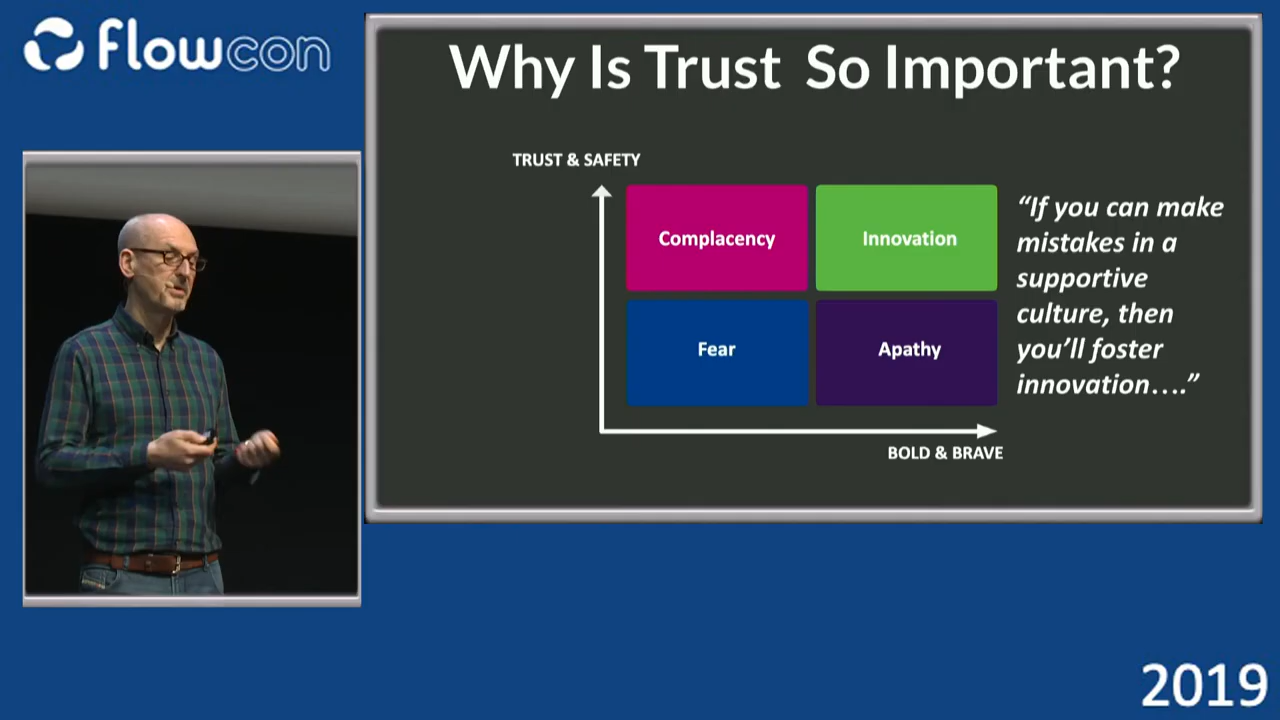 flowcon
Why Is Trust So Important?
TRUST & SAFETY
Complacency
Innovation
Fear
Apathy
BOLD & BRAVE
“If you can make
mistakes in a
supportive
culture, then
you’ll foster
innovation….”
2019